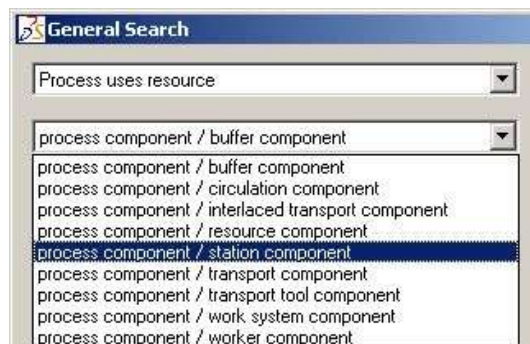 General Search
Process uses resource
process component / buffer component
process component / buffer component
process component / circulation component
process component / interlaced transport component
process component / resource component
process component / station component
process component / transport component
process component / transport tool component
process component / work system component
process component / worker component